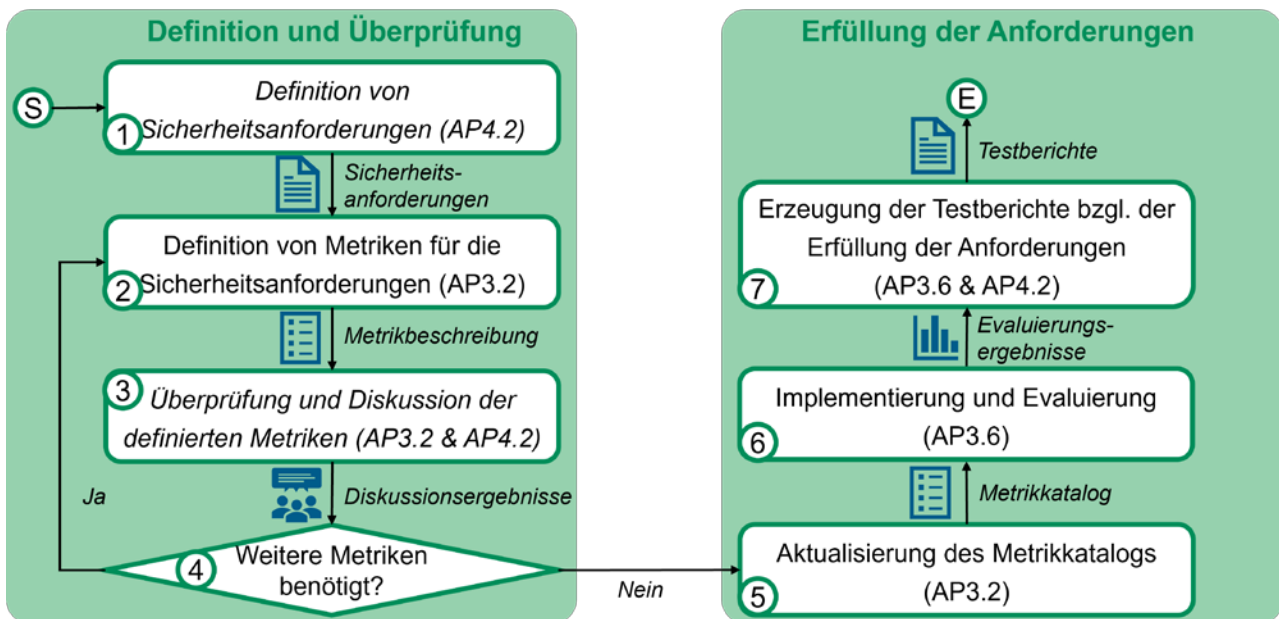 Definition und Überprüfung
S
Definition von
1
Sicherheitsanforderungen (AP4.2)
Sicherheits-
anforderungen
Definition von Metriken für die
2
Sicherheitsanforderungen (AP3.2)
Metrikbeschreibung
3
Überprüfung und Diskussion der
definierten Metriken (AP3.2 & AP4.2)
Ja
Diskussionsergebnisse
4
Weitere Metriken
benötigt?
Nein
Erfüllung der Anforderungen
E
Testberichte
Erzeugung der Testberichte bzgl. der
Erfüllung der Anforderungen
7
(AP3.6 & AP4.2)
Evaluierungs-
ergebnisse
Implementierung und Evaluierung
6
(AP3.6)
Metrikkatalog
Aktualisierung des Metrikkatalogs
5
(AP3.2)